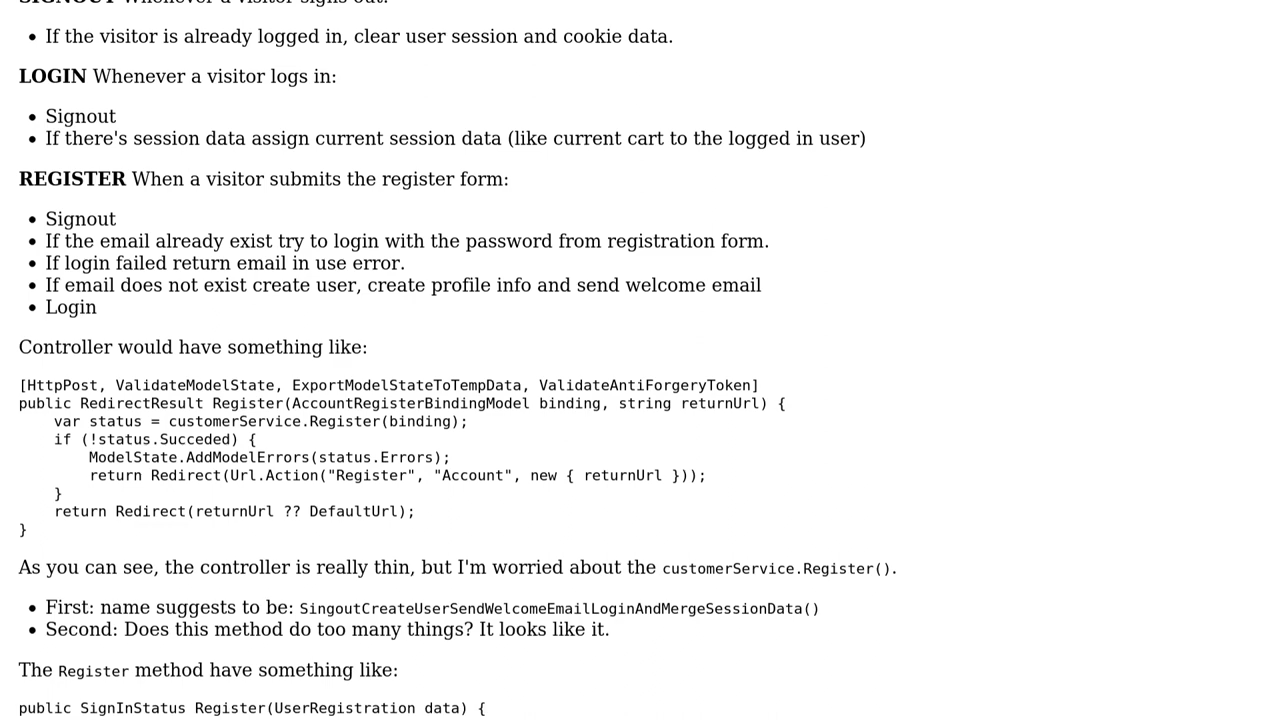 SIGNOUT Whenever a visitor signs out:
If the visitor is already logged in, clear user session and cookie data.
LOGIN Whenever a visitor logs in:
Signout
If there's session data assign current session data (like current cart to the logged in user)
REGISTER When a visitor submits the register form:
Signout
If the email already exist try to login with the password from registration form.
If login failed return email in use error.
If email does not exist create user, create profile info and send welcome email
Login
Controller would have something like:
[HttpPost, ValidateModelState, ExportModelStateToTempData, ValidateAntiForgeryToken]
public RedirectResult Register(AccountRegisterBindingModel binding, string returnUrl) {
    var status = customerService.Register(binding);
    if (!status.Succeded) {
        ModelState.AddModelErrors(status.Errors);
        return Redirect(Url.Action("Register", "Account", new { returnUrl }));
    }
    return Redirect(returnUrl ?? DefaultUrl);
}
As you can see, the controller is really thin, but I'm worried about the customerService.Register().
First: name suggests to be: SingoutCreateUserSendWelcomeEmailLoginAndMergeSessionData()
Second: Does this method do too many things? It looks like it.
The Register method have something like:
public SignInStatus Register(UserRegistration data) {